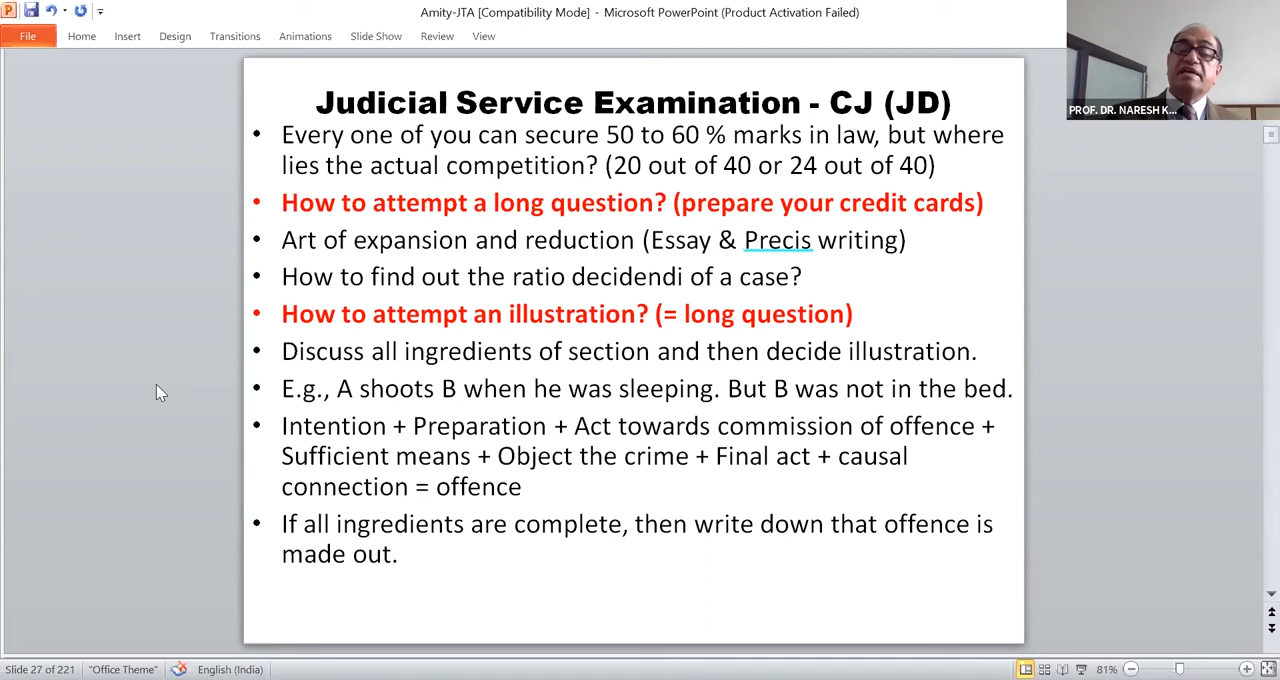 Amity-JTA [Compatibility Mode] - Microsoft PowerPoint (Product Activation Failed)
File Home Insert Design Transitions Animations Slide Show Review View
PROF. DR. NARESH K...
Judicial Service Examination - CJ (JD)
• Every one of you can secure 50 to 60 % marks in law, but where
lies the actual competition? (20 out of 40 or 24 out of 40)
• How to attempt a long question? (prepare your credit cards)
• Art of expansion and reduction (Essay & Precis writing)
• How to find out the ratio decidendi of a case?
• How to attempt an illustration? (= long question)
• Discuss all ingredients of section and then decide illustration.
• E.g., A shoots B when he was sleeping. But B was not in the bed.
• Intention + Preparation + Act towards commission of offence +
Sufficient means + Object the crime + Final act + causal
connection = offence
• If all ingredients are complete, then write down that offence is
made out.
Slide 27 of 221 "Office Theme" English (India) 81%